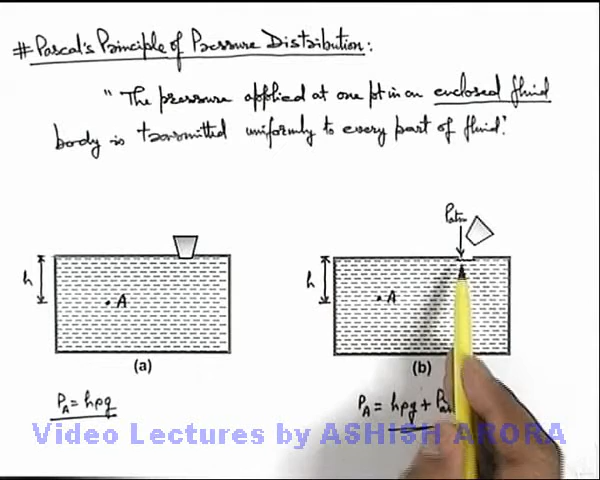 # Pascal's Principle of Pressure Distribution:
" The pressure applied at one pt in an enclosed fluid
body is transmitted uniformly to every part of fluid."
Patm
h
A
h
A
(a)
(b)
PA = hρg
PA = hρg +
Video Lectures by ASHISH ARORA